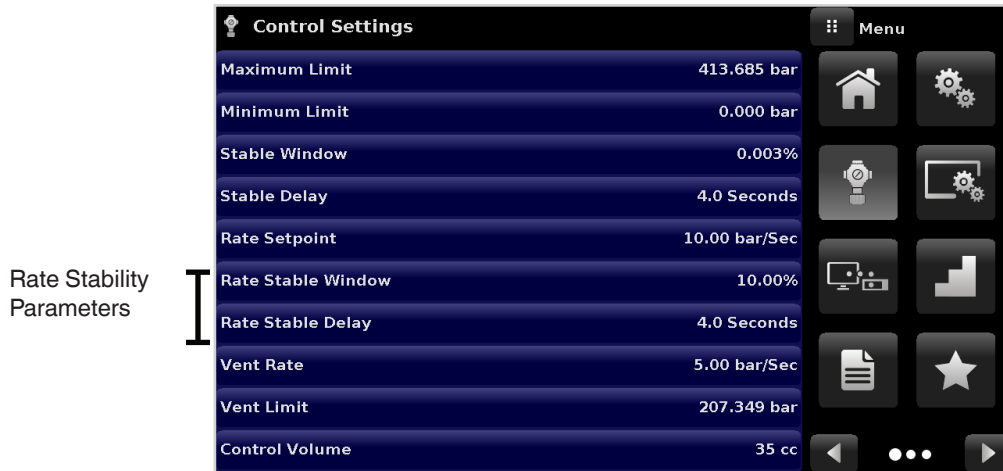 Control Settings
Menu
Maximum Limit 413.685 bar
Minimum Limit 0.000 bar
Stable Window 0.003%
Stable Delay 4.0 Seconds
Rate Setpoint 10.00 bar/Sec
Rate Stability
Parameters
Rate Stable Window 10.00%
Rate Stable Delay 4.0 Seconds
Vent Rate 5.00 bar/Sec
Vent Limit 207.349 bar
Control Volume 35 cc